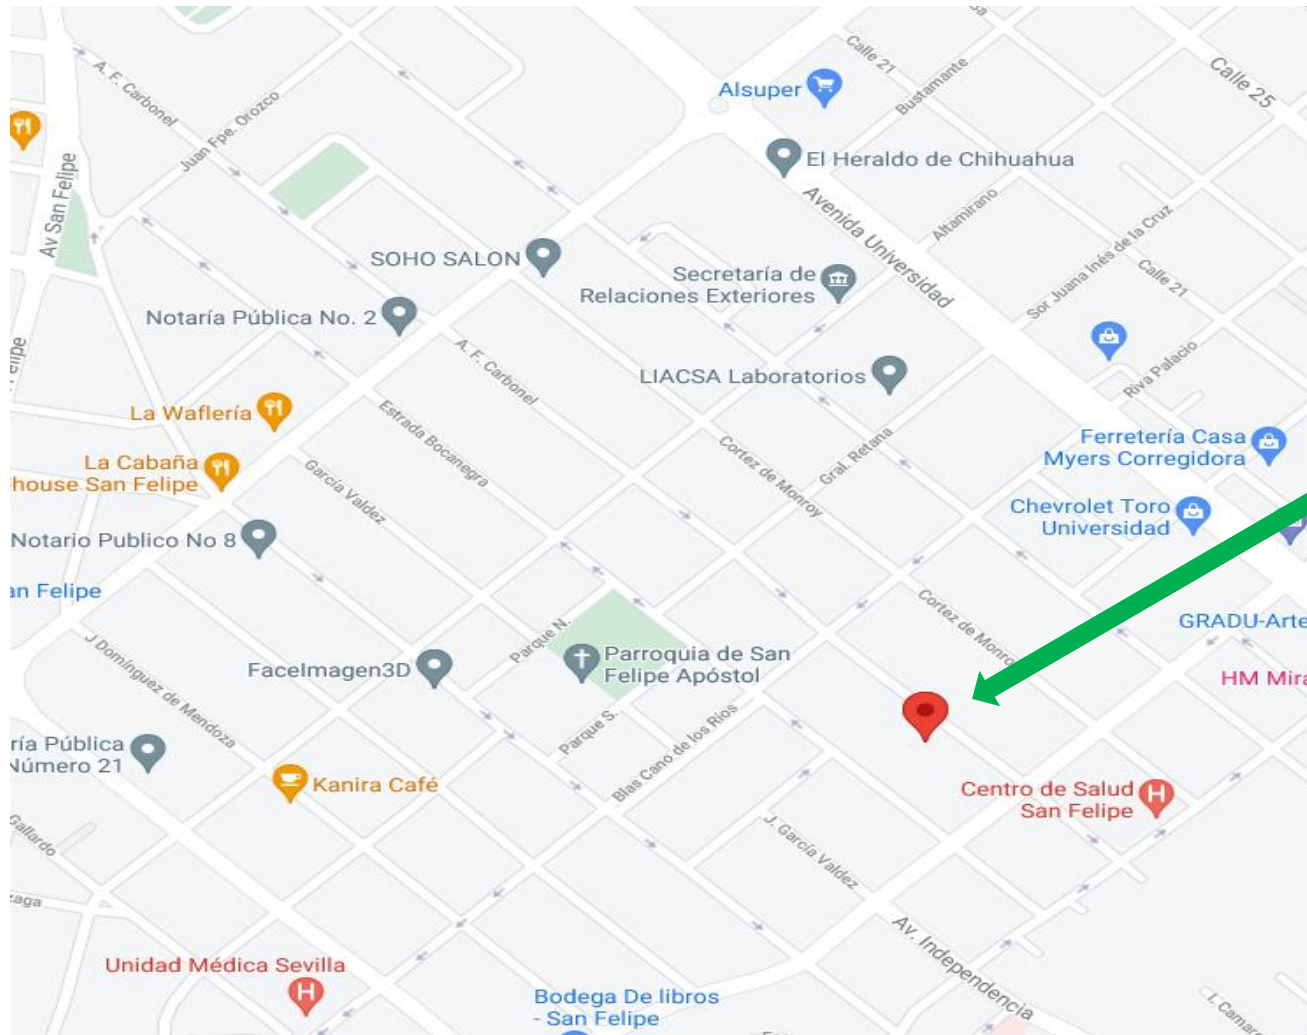 Calle 21
Calle 25
A. F. Carbonel
Alsuper
Bustamante
Juan Fpe. Orozco
El Heraldo de Chihuahua
Av San Felipe
Avenida Universidad
Altamirano
Sor Juana Inés de la Cruz
Calle 21
SOHO SALON
Secretaría de
Relaciones Exteriores
Notaría Pública No. 2
A. F. Carbonel
LIACSA Laboratorios
Riva Palacio
elipe
La Waflería
Estrada Bocanegra
Cortez de Monroy
Gral. Retana
Ferretería Casa
Myers Corregidora
La Cabaña
house San Felipe
García Valdez
Chevrolet Toro
Universidad
Notario Publico No 8
an Felipe
Cortez de Monro
GRADU-Arte
J Domínguez de Mendoza
FaceImagen3D
Parque N.
Parroquia de San
Felipe Apóstol
HM Mira
ría Pública
Número 21
Parque S.
Blas Cano de los Ríos
Kanira Café
Centro de Salud
San Felipe
Gallardo
J. García Valdez
zaga
Av. Independencia
Unidad Médica Sevilla
Bodega De libros
- San Felipe
I. Camar